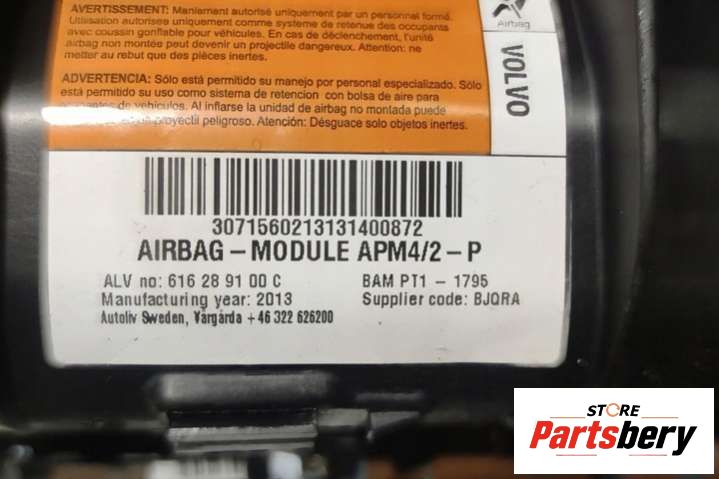 AVERTISSEMENT: Maniement autorisé uniquement par un personnel formé.
Utilisation autorisée uniquement comme système de retenue des occupants
avec coussin gonflable pour véhicules. En cas de déclenchement, l'unité
airbag non montée peut devenir un projectile dangereux. Attention: ne
metter au rebut que des pièces inertes.
ADVERTENCIA: Sólo está permitido su manejo por personal especializado. Sólo
está permitido su uso como sistema de retencion con bolsa de aire para
de vehículos. Al inflarse la unidad de airbag no montada puede
proyectil peligroso. Atención: Désguace solo objetos inertes.
Airbag
VOLVO
3071560213131400872
AIRBAG-MODULE APM4/2-P
ALV no: 616 28 91 00 C
BAM PT1 - 1795
Manufacturing year: 2013
Supplier code: BJQRA
Autoliv Sweden, Vårgårda +46 322 626200
STORE
Partsbery